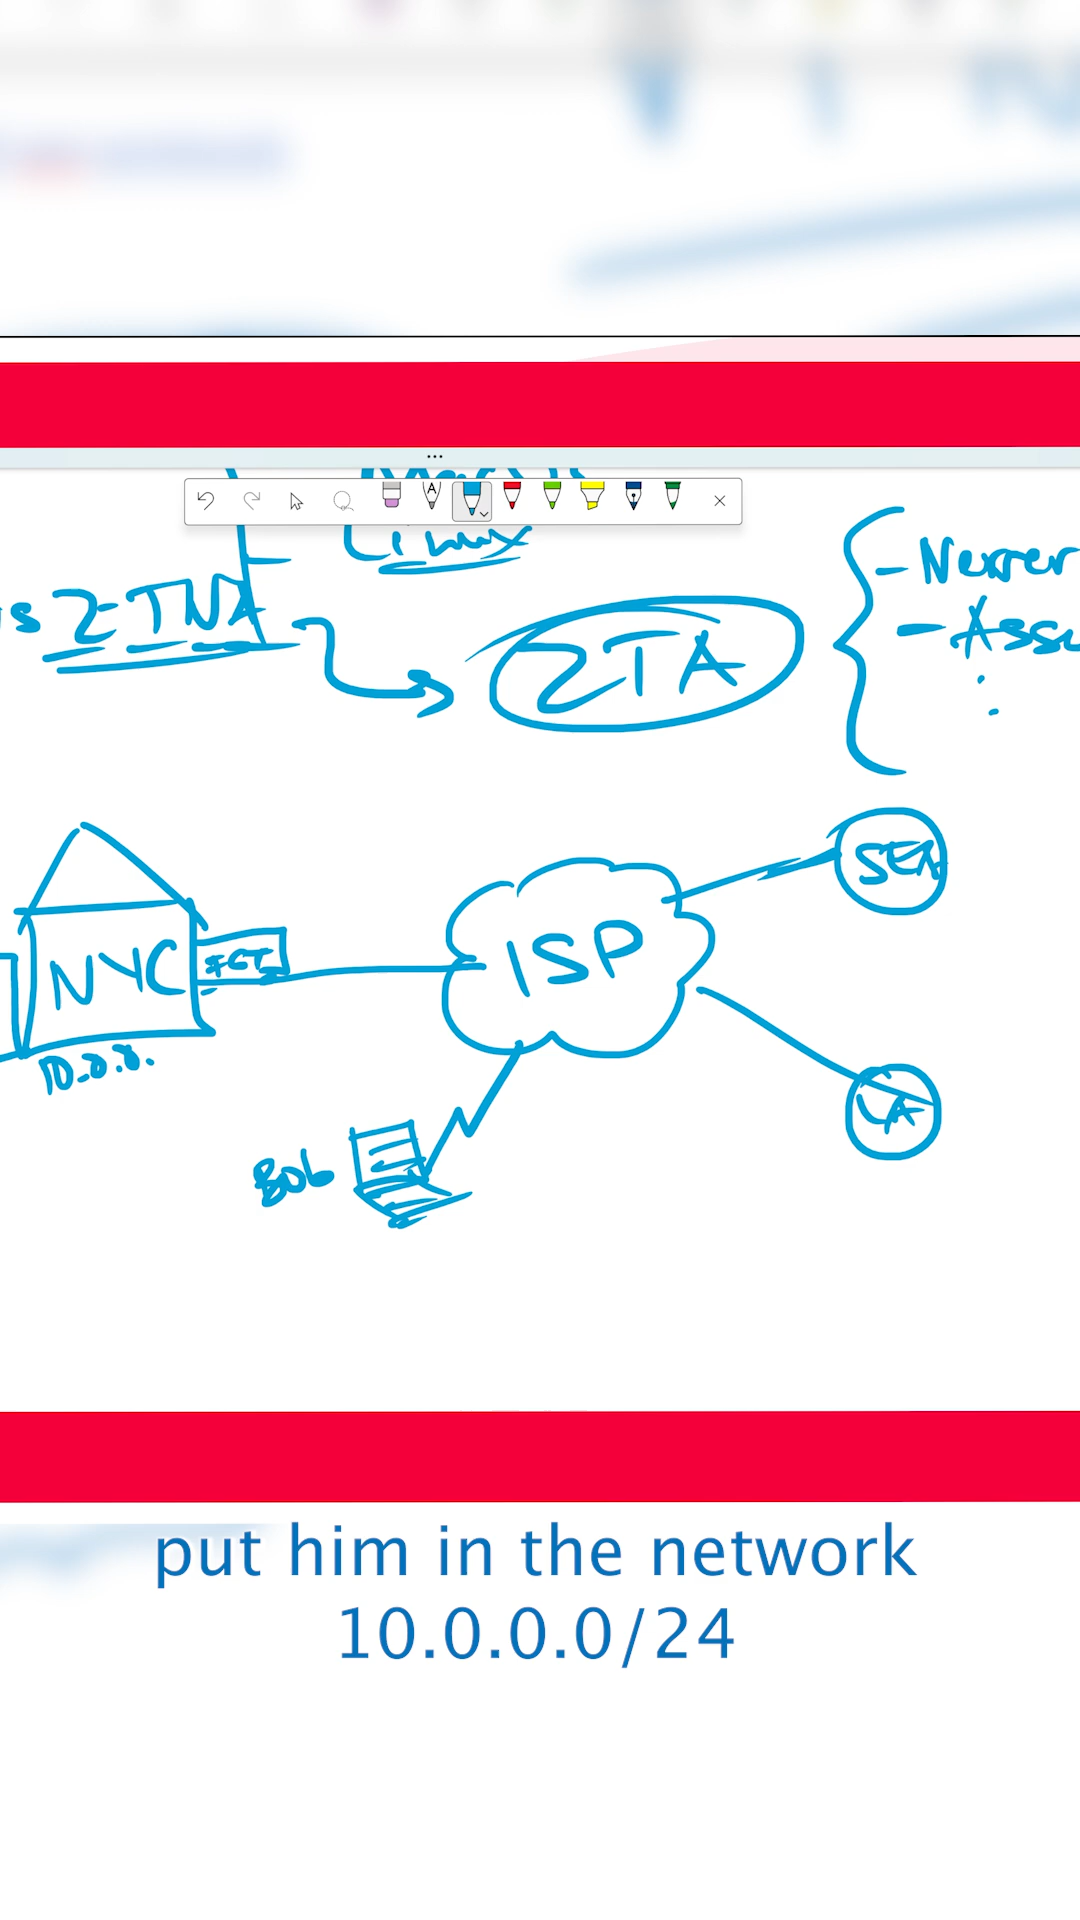 Linux
- Never
s ZTNA
- Assu
ZTA
SEA
NYC
FGT
ISP
10.0.0.
LA
Bob
put him in the network
10.0.0.0/24